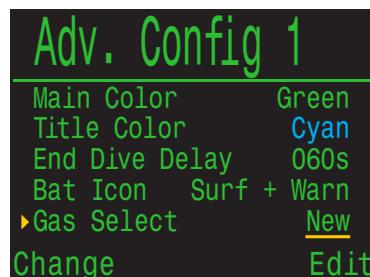 Adv. Config 1
Main Color Green
Title Color Cyan
End Dive Delay 060s
Bat Icon Surf + Warn
Gas Select New
Change Edit